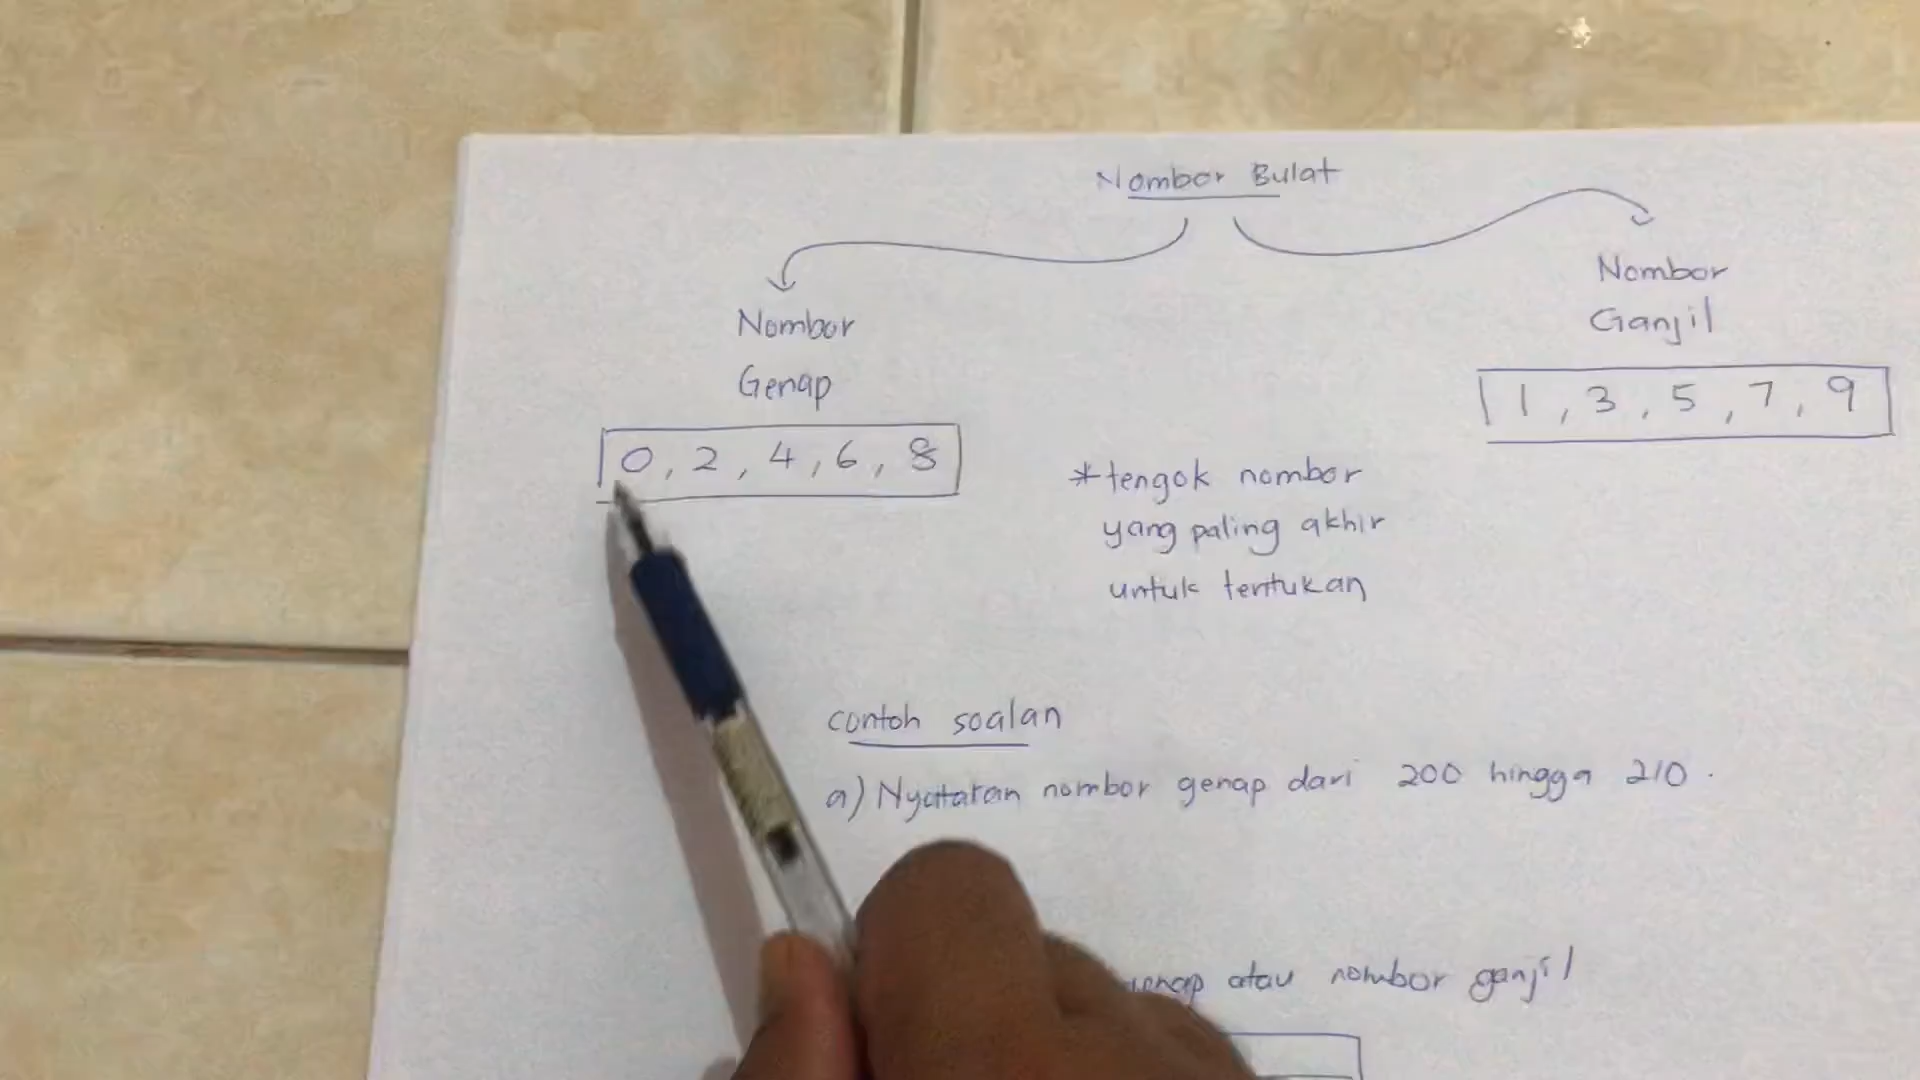 Nombor Bulat
Nombor
Genap
0, 2, 4, 6, 8
Nombor
Ganjil
1, 3, 5, 7, 9
*tengok nombor
yang paling akhir
untuk tentukan
contoh soalan
a) Nyatakan nombor genap dari 200 hingga 210.
atau nombor ganjil